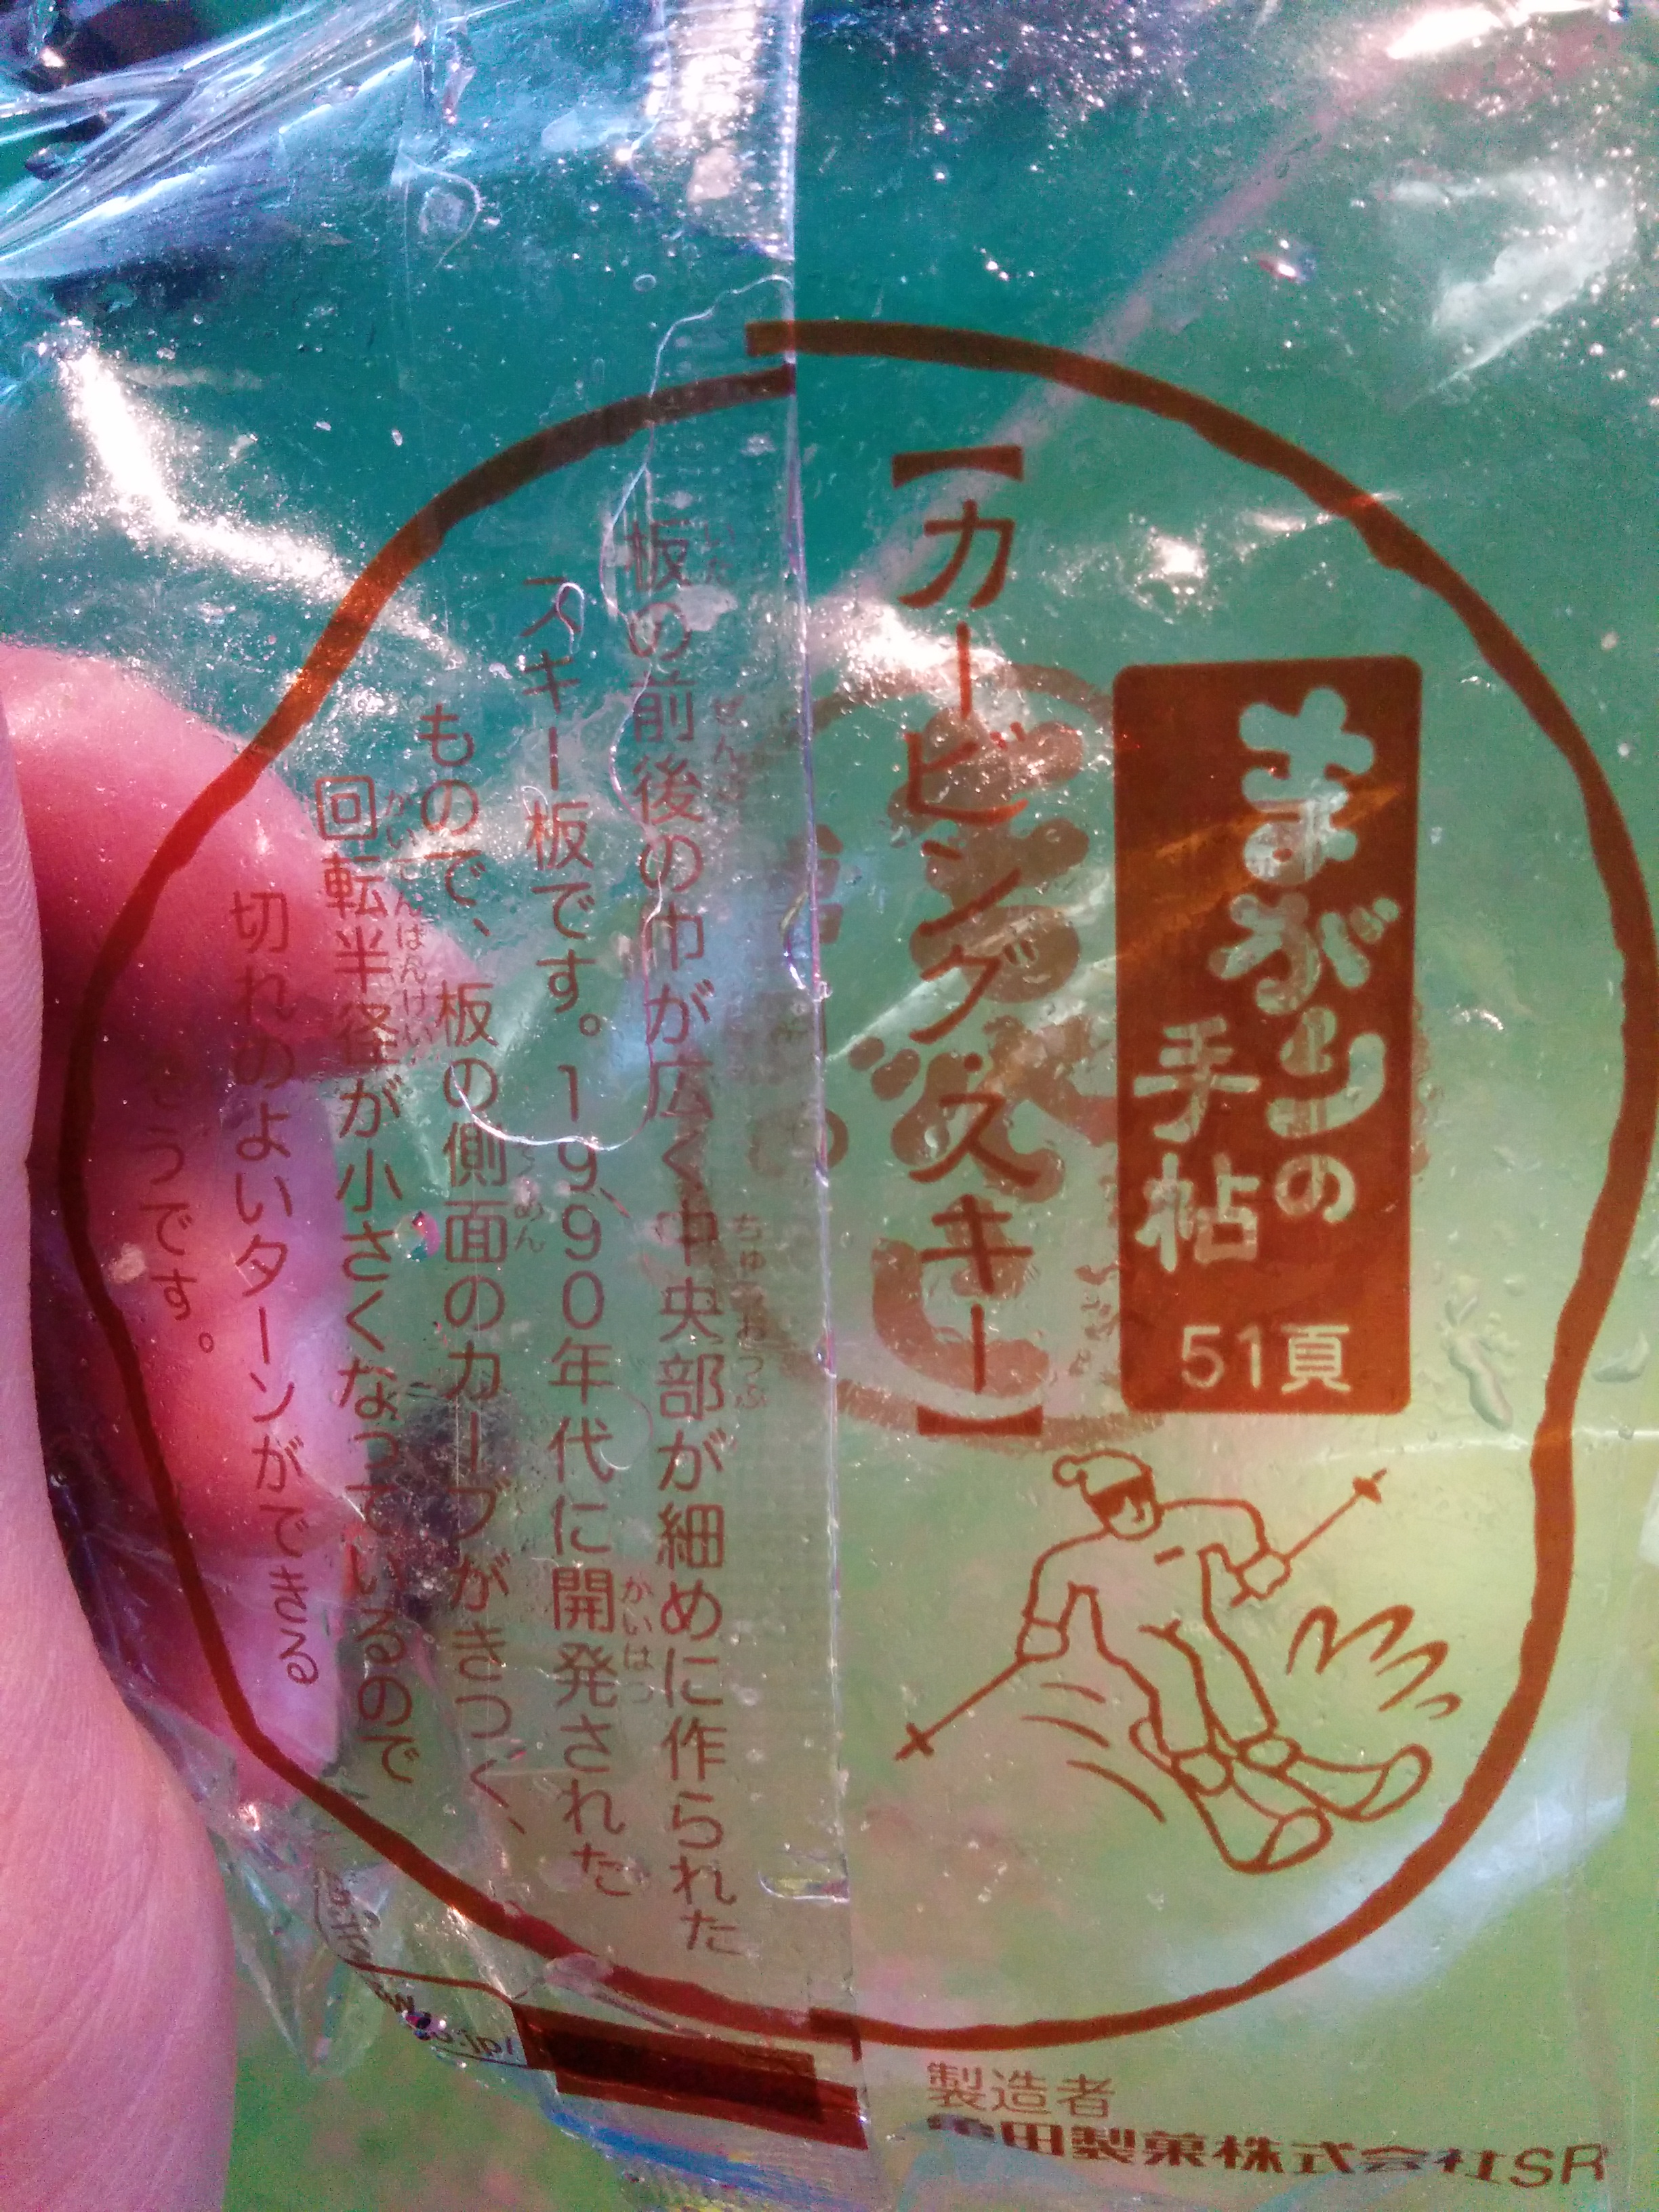 まがりの
手帖
51頁
【カービング・スキー】
板の前後の巾が広く中央部が細めに作られた
スキー板です。1990年代に開発された
もので、板の側面のカーブがきつく、
回転半径が小さくなっているので
切れのよいターンができる
そうです。
製造者
亀田製菓株式会社SR